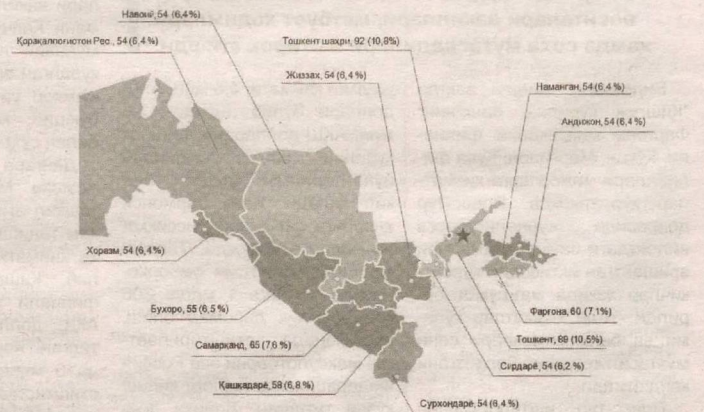 Навоий, 54 (6,4%)
Қорақалпоғистон Рес., 54 (6,4%)
Тошкент шаҳри, 92 (10,8%)
Жиззах, 54 (6,4%)
Наманган, 54 (6,4%)
Андижон, 54 (6,4%)
Хоразм, 54 (6,4%)
Бухоро, 55 (6,5%)
Самарқанд, 65 (7,6%)
Қашқадарё, 58 (6,8%)
Фарғона, 60 (7,1%)
Тошкент, 89 (10,5%)
Сирдарё, 54 (6,2%)
Сурхондарё, 54 (6,4%)